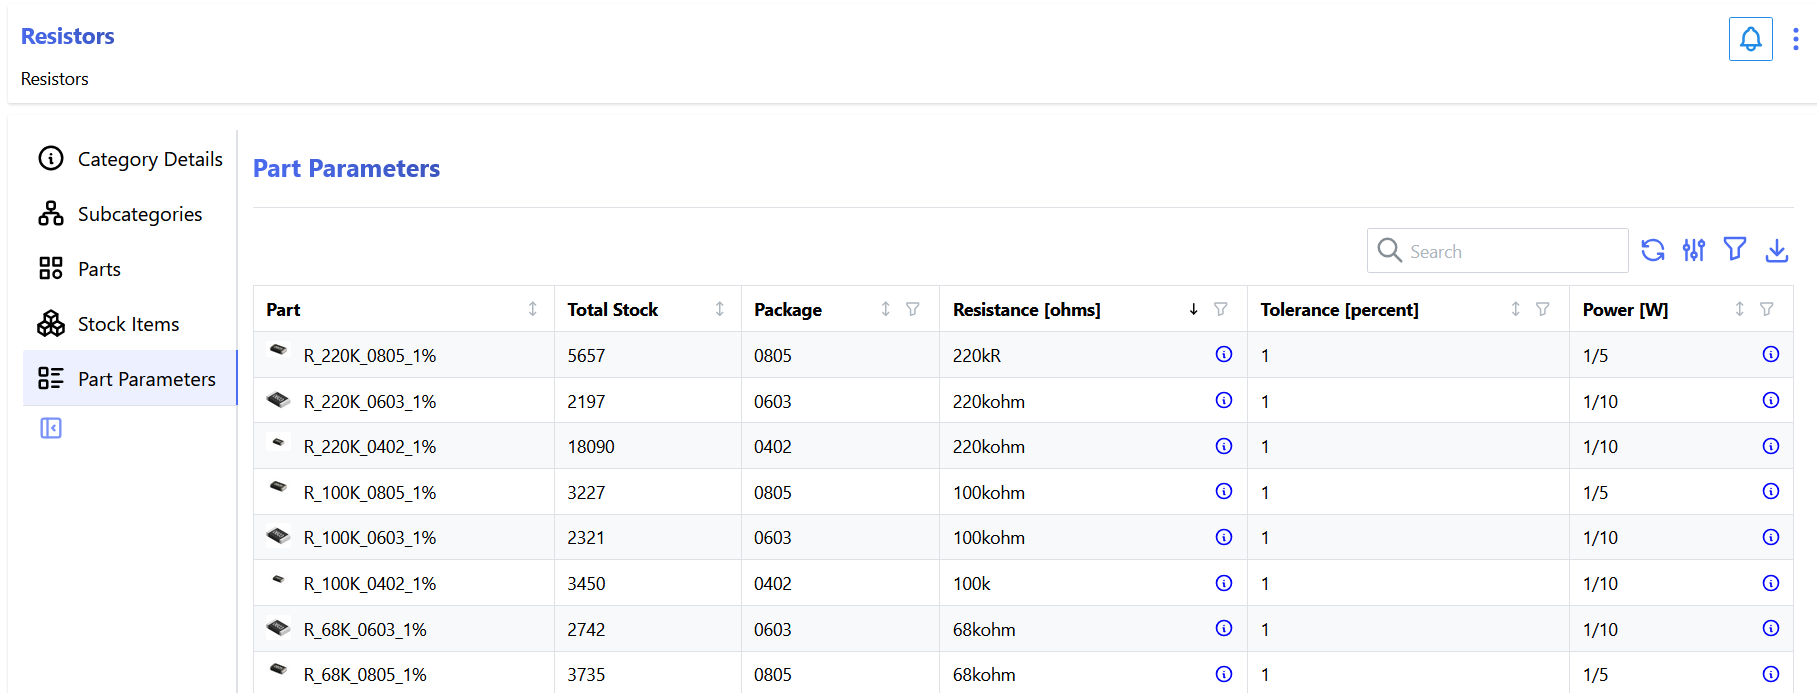 Resistors
Resistors
Category Details
Subcategories
Parts
Stock Items
Part Parameters
Part Parameters
Search
Part Total Stock Package Resistance [ohms] Tolerance [percent] Power [W]
R_220K_0805_1% 5657 0805 220kR 1 1/5
R_220K_0603_1% 2197 0603 220kohm 1 1/10
R_220K_0402_1% 18090 0402 220kohm 1 1/10
R_100K_0805_1% 3227 0805 100kohm 1 1/5
R_100K_0603_1% 2321 0603 100kohm 1 1/10
R_100K_0402_1% 3450 0402 100k 1 1/10
R_68K_0603_1% 2742 0603 68kohm 1 1/10
R_68K_0805_1% 3735 0805 68kohm 1 1/5